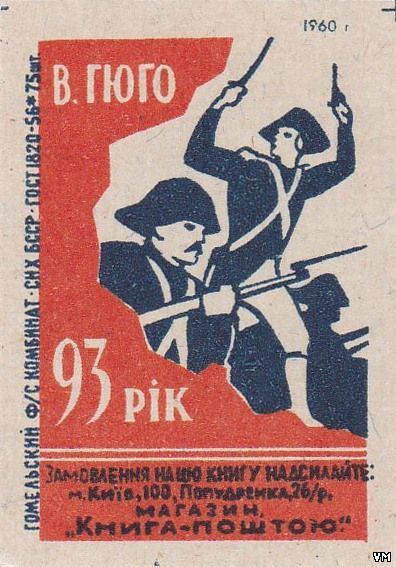 1960 г
В. ГЮГО
93 рік
ГОМЕЛЬСКИЙ Ф/С КОМБИНАТ · СНХ БССР · ГОСТ 1820-56 * 75 шт.
ЗАМОВЛЕННЯ НА ЦЮ КНИГУ НАДСИЛАЙТЕ:
м. Київ, 100, Попудренка, 26/р,
МАГАЗИН
„КНИГА-ПОШТОЮ."
VM